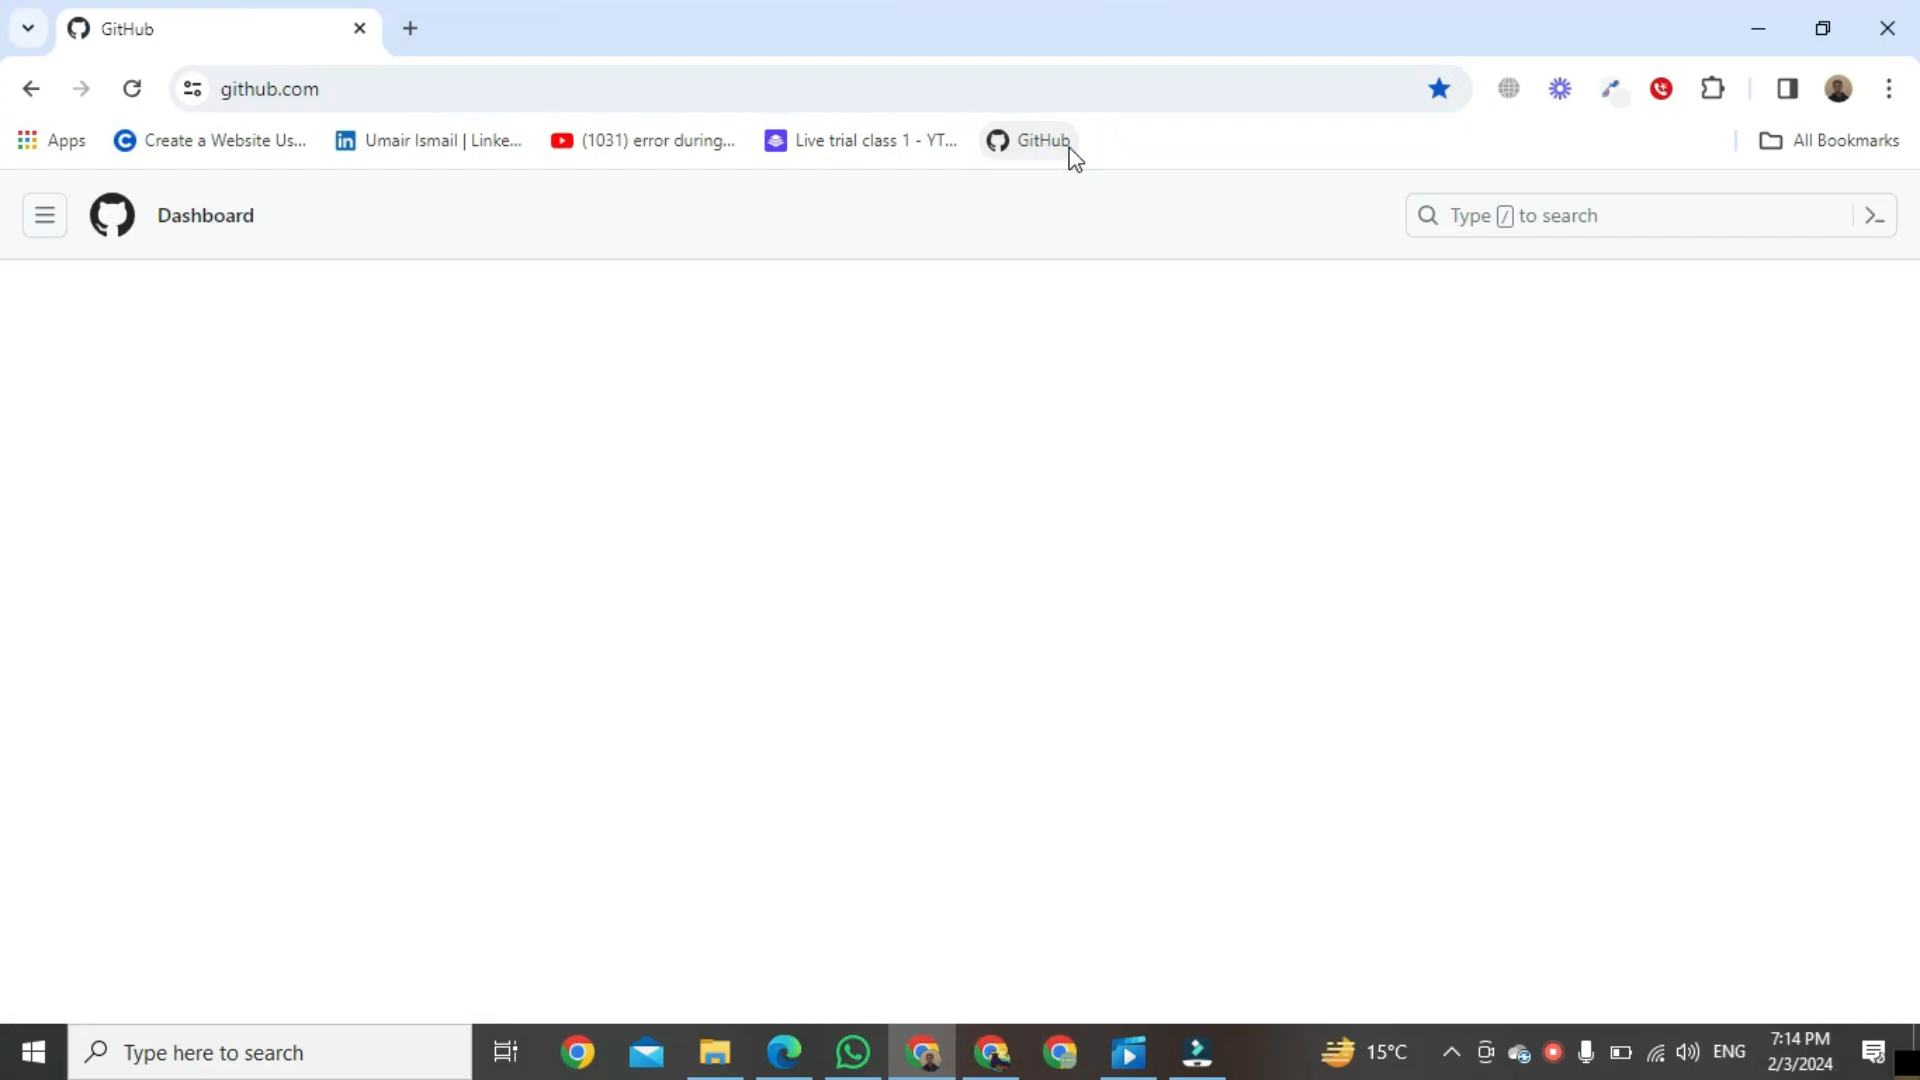 GitHub
github.com
Apps
Create a Website Us...
Umair Ismail | Linke...
(1031) error during...
Live trial class 1 - YT...
GitHub
All Bookmarks
Dashboard
Type / to search
Type here to search
15°C
ENG
7:14 PM
2/3/2024